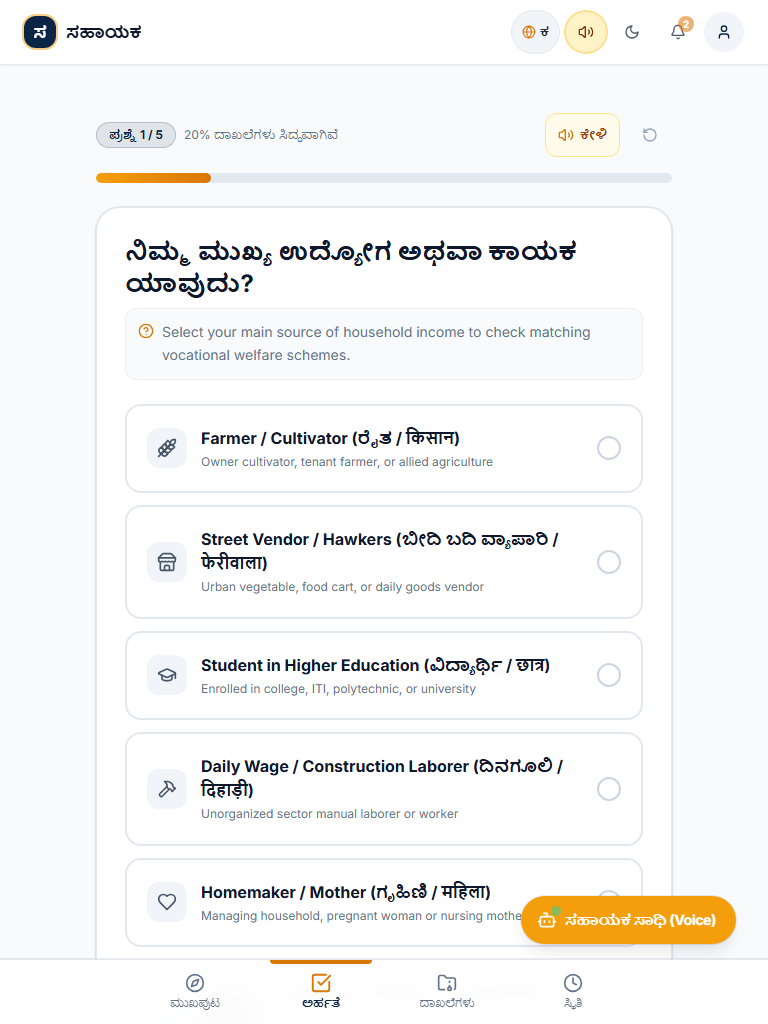 ಸ ಸಹಾಯಕ
ಕ
2
ಪ್ರಶ್ನೆ 1 / 5 20% ದಾಖಲೆಗಳು ಸಿದ್ಧವಾಗಿವೆ
ಕೇಳಿ
ನಿಮ್ಮ ಮುಖ್ಯ ಉದ್ಯೋಗ ಅಥವಾ ಕಾಯಕ
ಯಾವುದು?
Select your main source of household income to check matching
vocational welfare schemes.
Farmer / Cultivator (ರೈತ / किसान)
Owner cultivator, tenant farmer, or allied agriculture
Street Vendor / Hawkers (ಬೀದಿ ಬದಿ ವ್ಯಾಪಾರಿ /
फेरीवाला)
Urban vegetable, food cart, or daily goods vendor
Student in Higher Education (ವಿದ್ಯಾರ್ಥಿ / छात्र)
Enrolled in college, ITI, polytechnic, or university
Daily Wage / Construction Laborer (ದಿನಗೂಲಿ /
दिहाड़ी)
Unorganized sector manual laborer or worker
Homemaker / Mother (ಗೃಹಿಣಿ / महिला)
Managing household, pregnant woman or nursing mothe
ಸಹಾಯಕ ಸಾಥಿ (Voice)
ಮುಖಪುಟ
ಅರ್ಹತೆ
ದಾಖಲೆಗಳು
ಸ್ಥಿತಿ